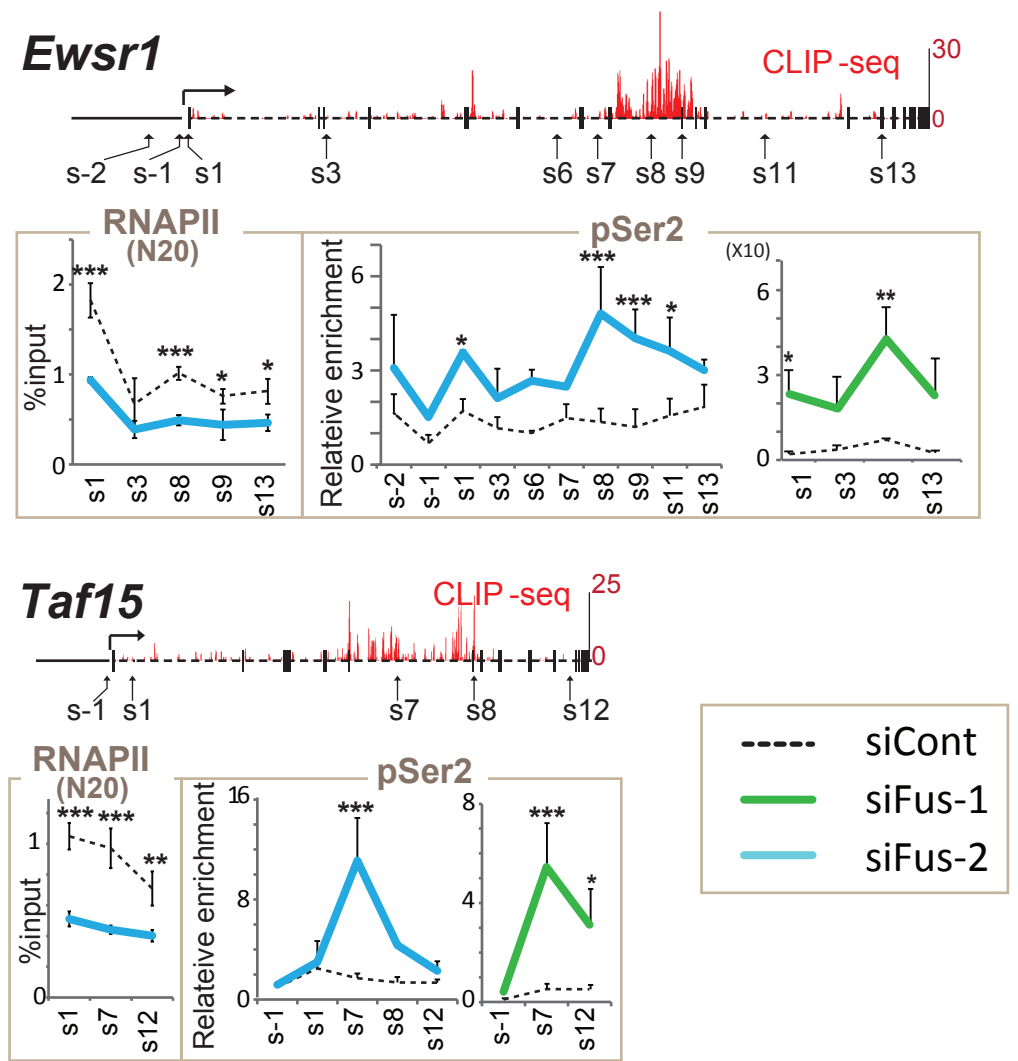 Ewsr1
CLIP-seq
30
0
s-2 s-1 s1 s3 s6 s7 s8 s9 s11 s13
RNAPII
(N20)
%input
2
1
0
***
***
*
*
s1 s3 s8 s9 s13
pSer2
Relateive enrichment
6
3
0
*
***
***
*
s-2 s-1 s1 s3 s6 s7 s8 s9 s11 s13
(X10)
6
3
0
*
**
s1 s3 s8 s13
Taf15
CLIP-seq
25
0
s-1 s1 s7 s8 s12
RNAPII
(N20)
%input
1
0
***
***
**
s1 s7 s12
pSer2
Relateive enrichment
16
12
8
4
0
***
s-1 s1 s7 s8 s12
8
4
0
***
*
s-1 s7 s12
siCont
siFus-1
siFus-2